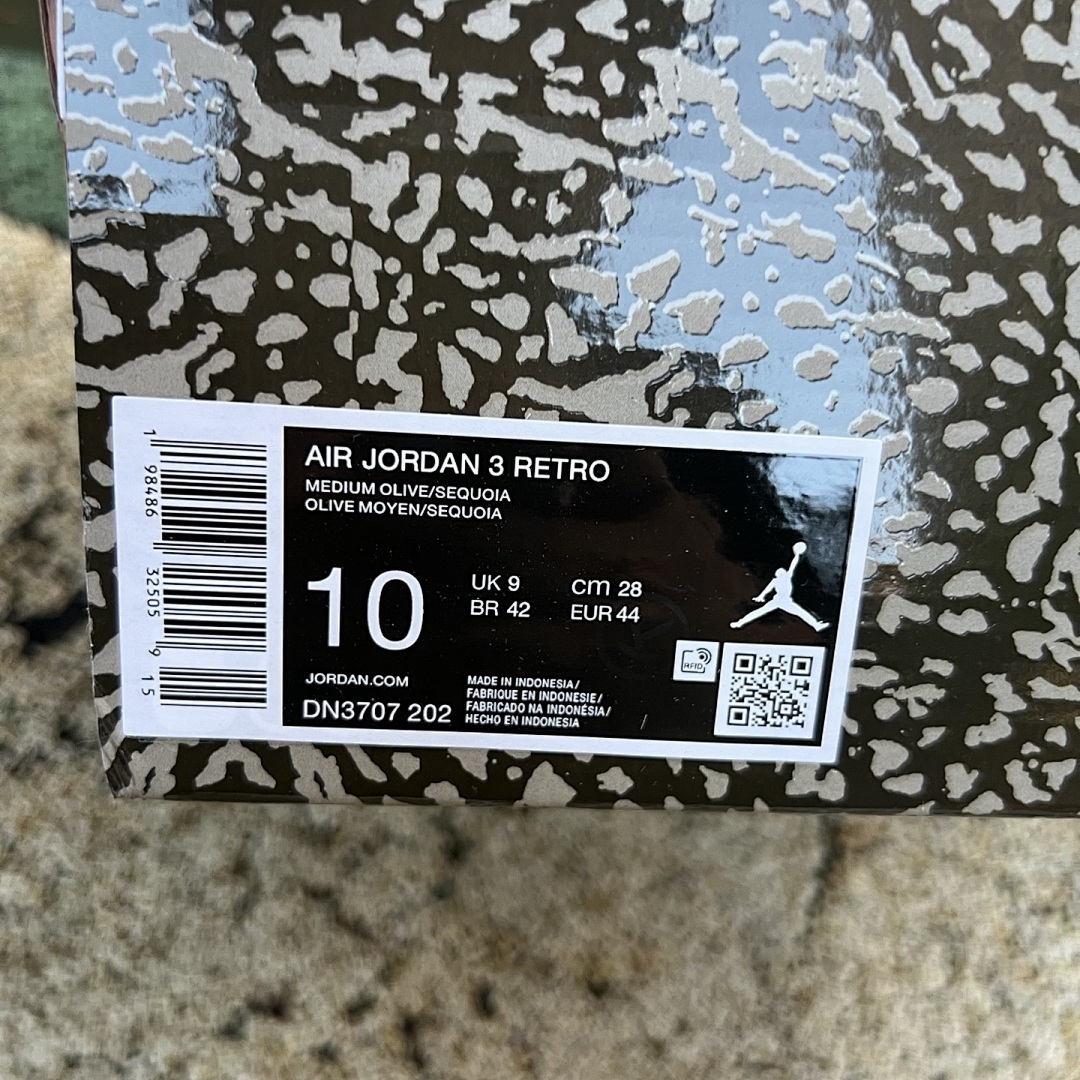 AIR JORDAN 3 RETRO
MEDIUM OLIVE/SEQUOIA
OLIVE MOYEN/SEQUOIA
10
UK 9
BR 42
cm 28
EUR 44
RFID
JORDAN.COM
DN3707 202
MADE IN INDONESIA/
FABRIQUE EN INDONESIE/
FABRICADO NA INDONÉSIA/
HECHO EN INDONESIA
/
1 98486 32505 9 15